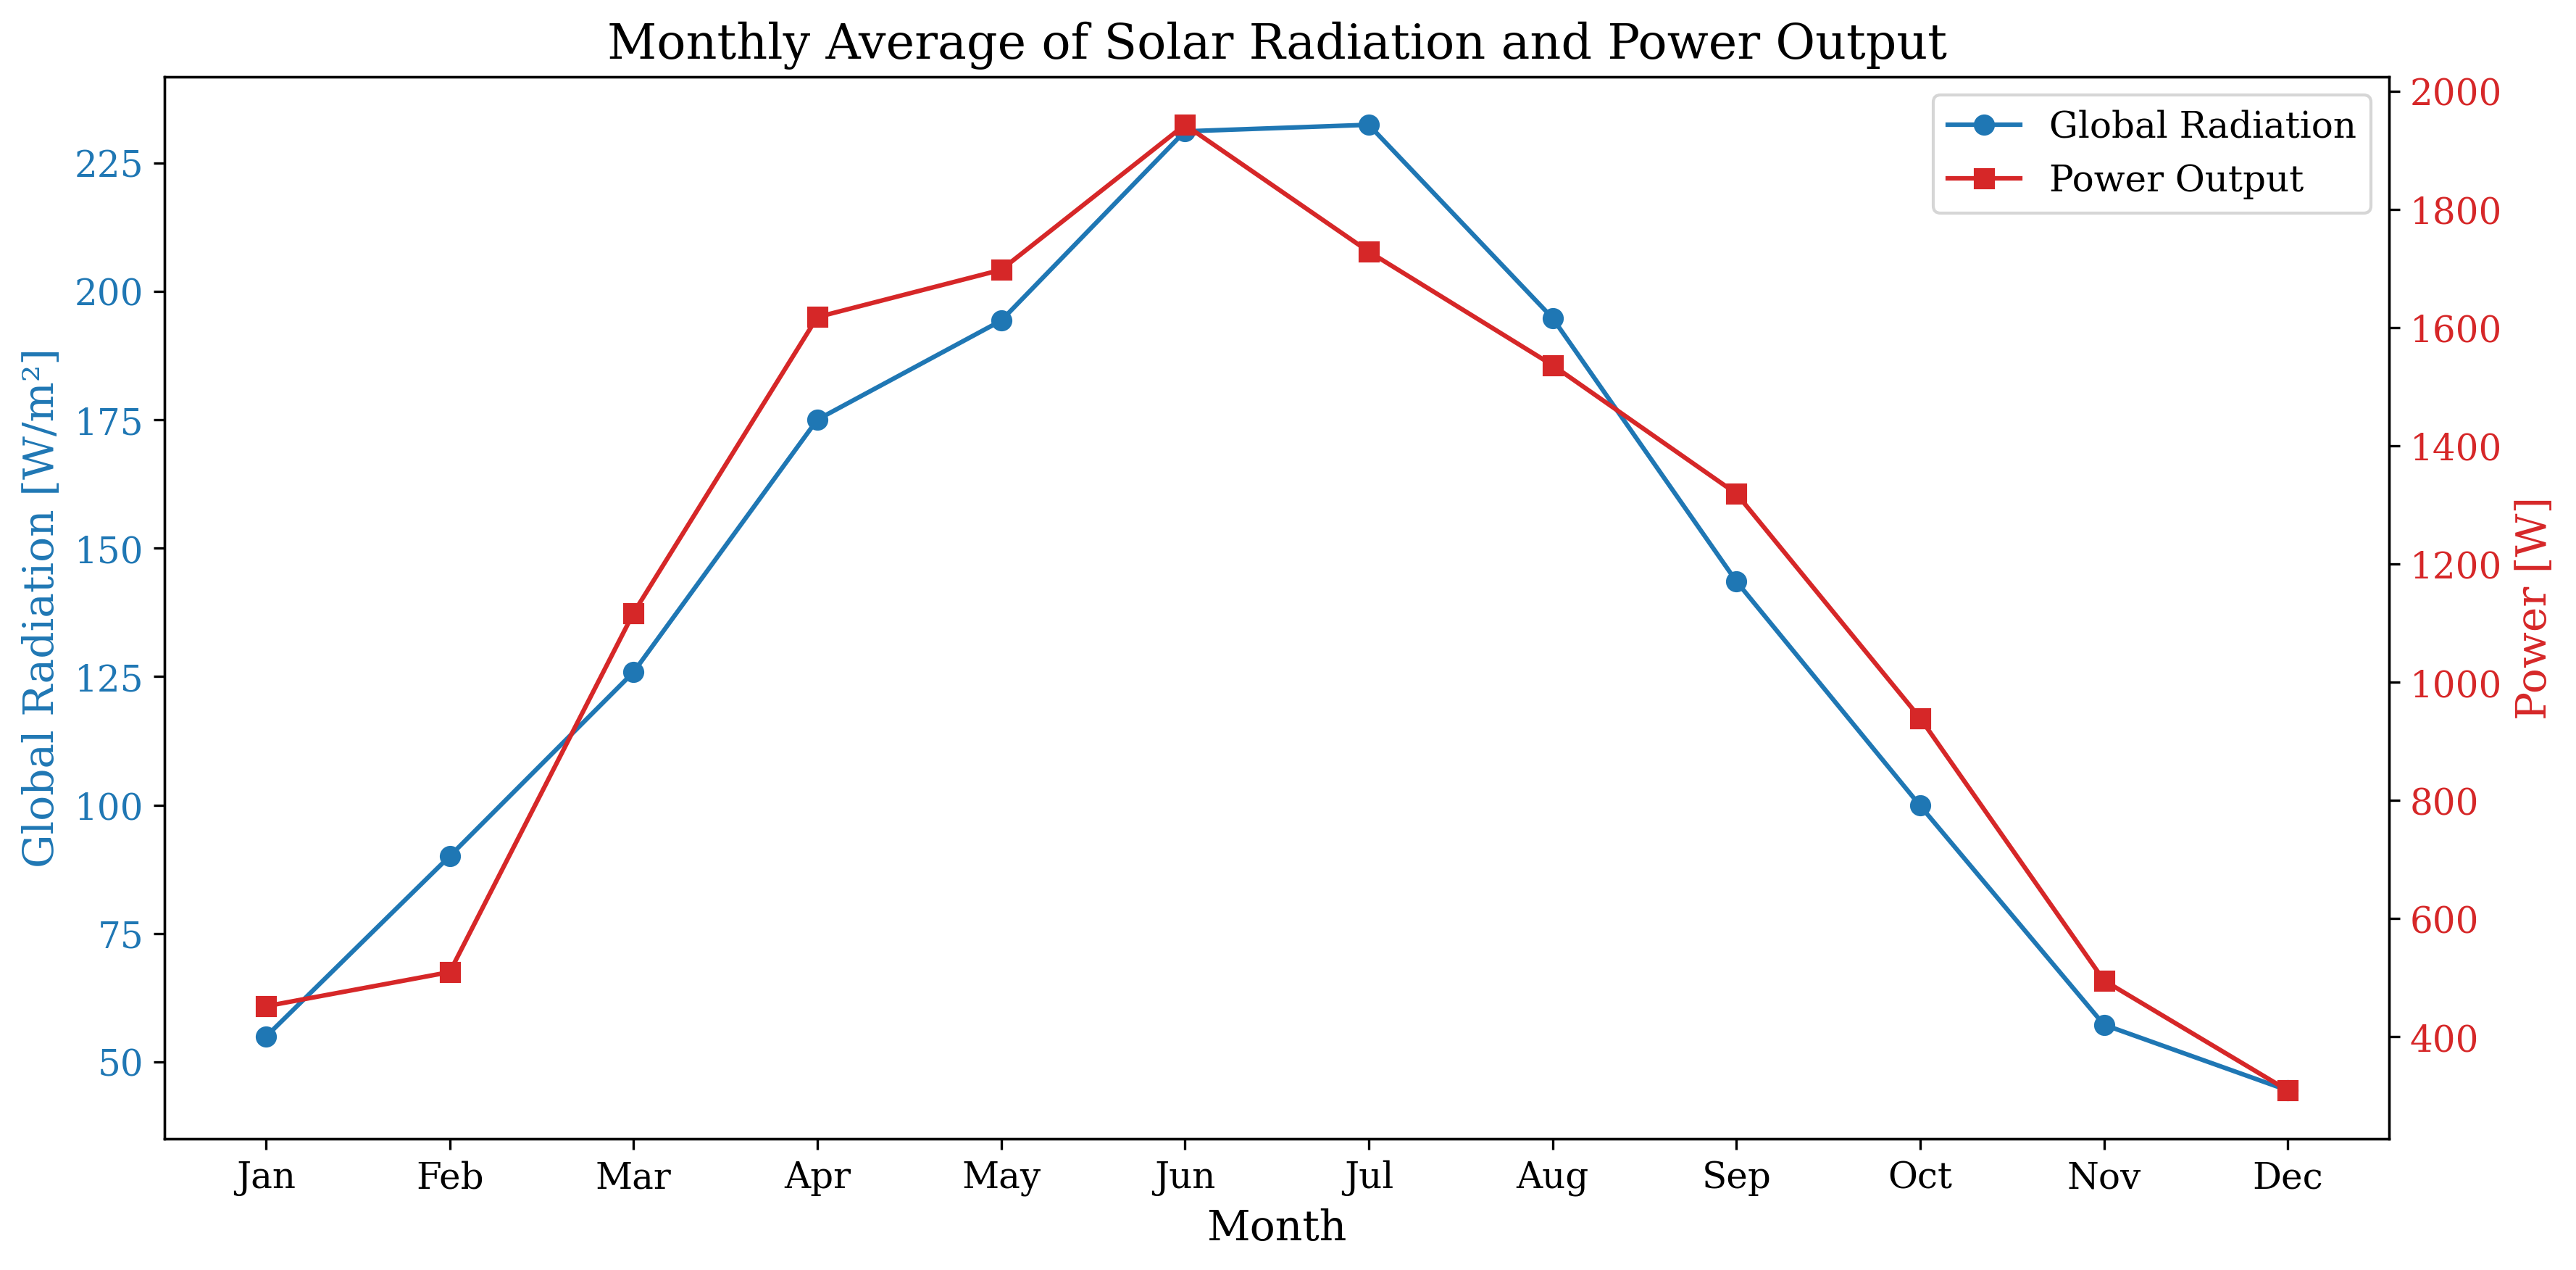 Monthly Average of Solar Radiation and Power Output
Global Radiation [W/m²]
225
200
175
150
125
100
75
50
Global Radiation
Power Output
2000
1800
1600
1400
1200
1000
800
600
400
Power [W]
Jan Feb Mar Apr May Jun Jul Aug Sep Oct Nov Dec
Month